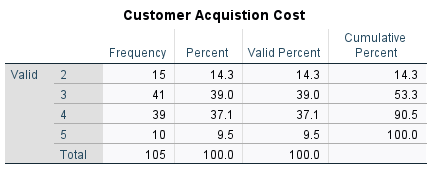 Customer Acquistion Cost
Frequency Percent Valid Percent Cumulative Percent
Valid 2 15 14.3 14.3 14.3
3 41 39.0 39.0 53.3
4 39 37.1 37.1 90.5
5 10 9.5 9.5 100.0
Total 105 100.0 100.0